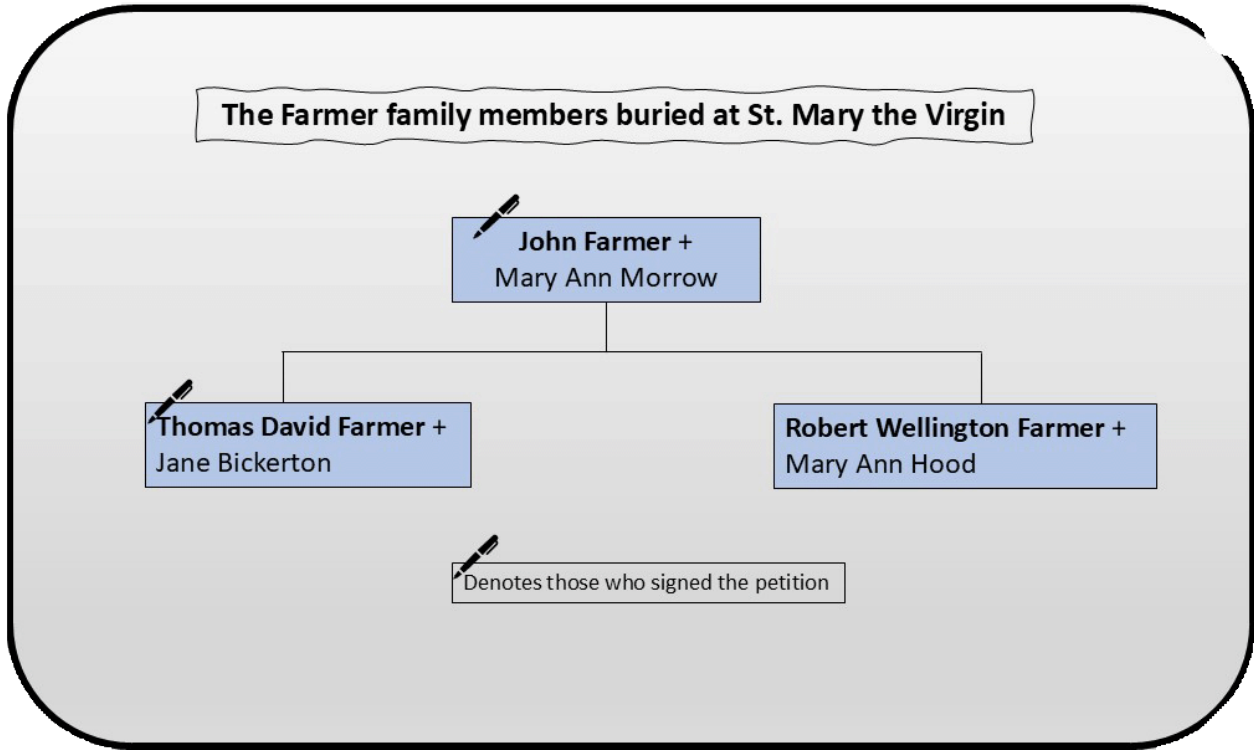 The Farmer family members buried at St. Mary the Virgin
John Farmer +
Mary Ann Morrow
Thomas David Farmer +
Jane Bickerton
Robert Wellington Farmer +
Mary Ann Hood
Denotes those who signed the petition